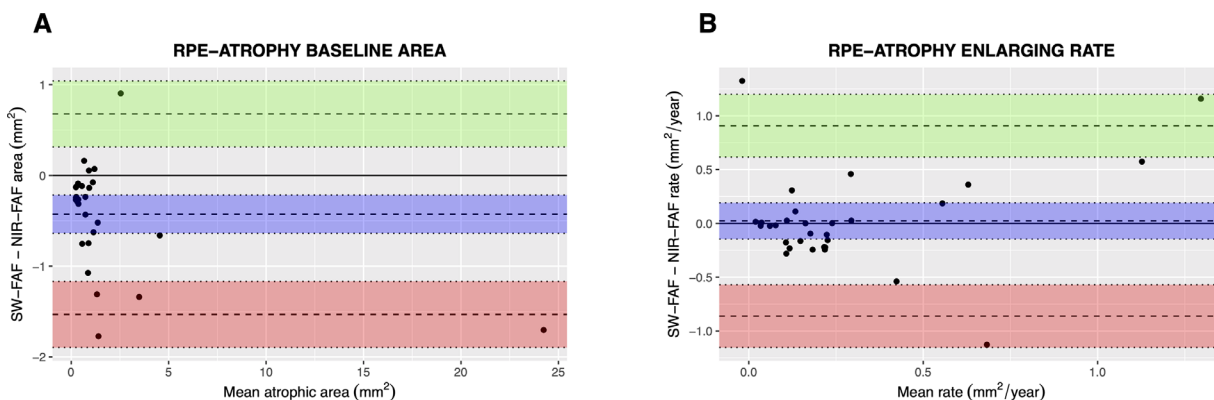 A
RPE−ATROPHY BASELINE AREA
SW−FAF − NIR−FAF area (mm²)
1
0
−1
−2
0 5 10 15 20 25
Mean atrophic area (mm²)
B
RPE−ATROPHY ENLARGING RATE
SW−FAF − NIR−FAF rate (mm²/year)
1.0
0.5
0.0
−0.5
−1.0
0.0 0.5 1.0
Mean rate (mm²/year)